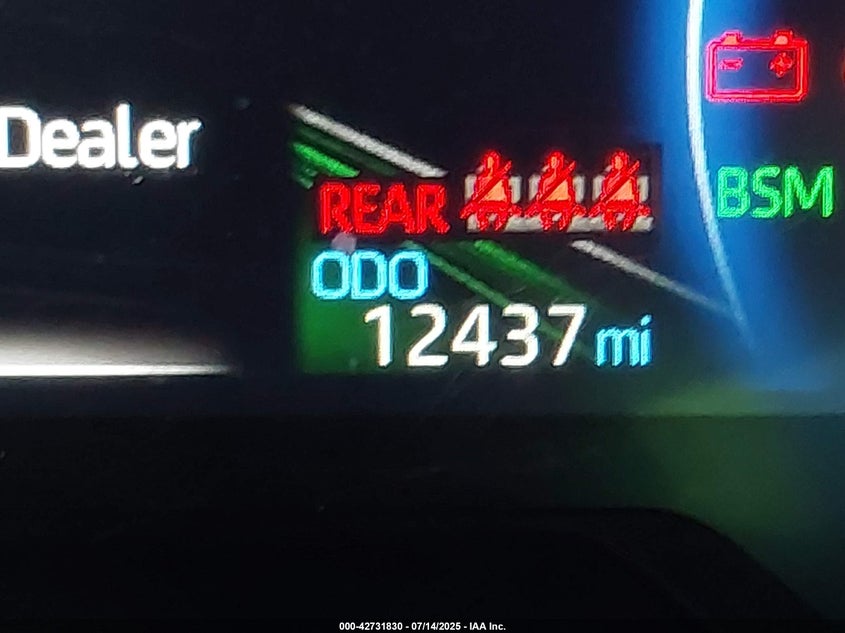 Dealer
REAR
BSM
ODO
12437 mi
000-42731830 - 07/14/2025 - IAA Inc.